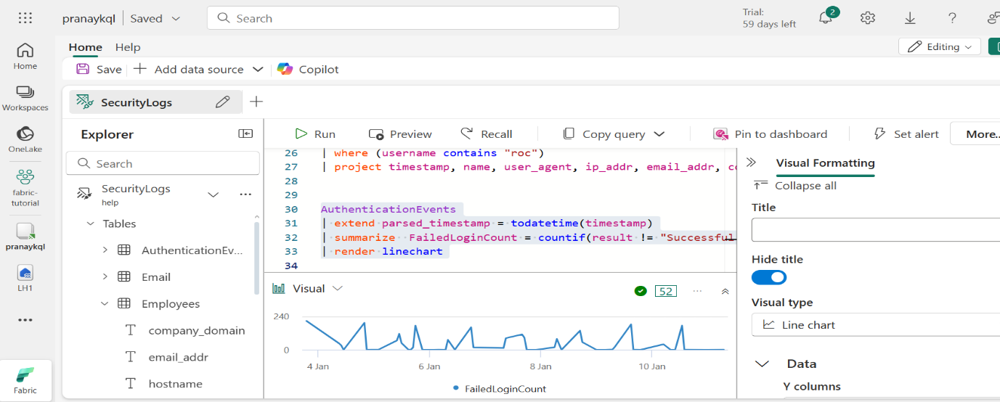 pranaykql | Saved
Search
Trial:
59 days left
2
Home
Help
Editing
Save
Add data source
Copilot
Home
Workspaces
OneLake
fabric-
tutorial
pranaykql
LH1
Fabric
SecurityLogs
Explorer
Search
SecurityLogs
help
Tables
AuthenticationEv...
Email
Employees
company_domain
email_addr
hostname
Run
Preview
Recall
Copy query
Pin to dashboard
Set alert
More..
26 | where (username contains "roc")
27 | project timestamp, name, user_agent, ip_addr, email_addr, co
28
29
30 AuthenticationEvents
31 | extend parsed_timestamp = todatetime(timestamp)
32 | summarize  FailedLoginCount = countif(result != "Successful
33 | render linechart
34
Visual
52
240
0
4 Jan
6 Jan
8 Jan
10 Jan
FailedLoginCount
Visual Formatting
Collapse all
Title
Hide title
Visual type
Line chart
Data
Y columns